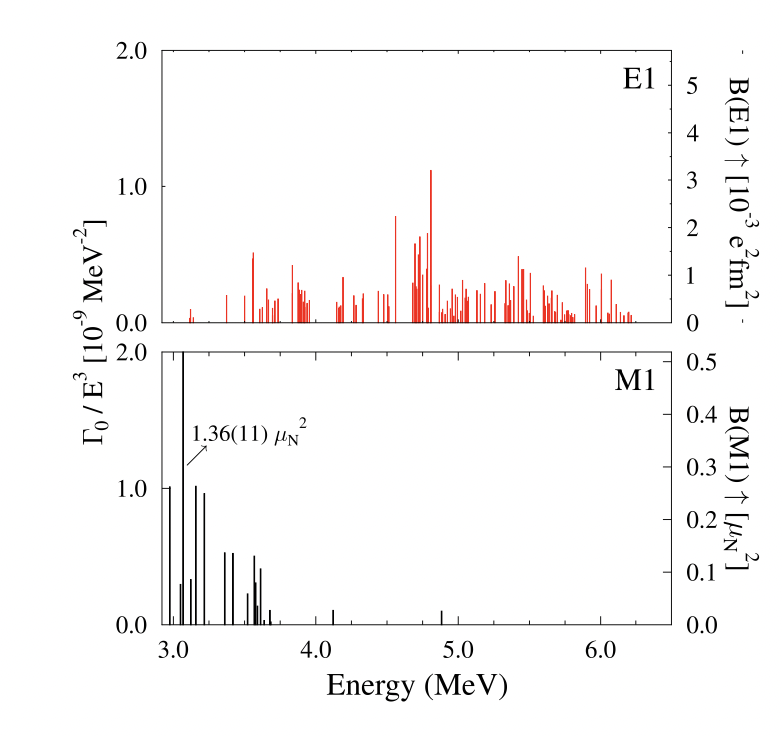 2.0
1.0
0.0
E1
5
4
3
2
1
0
- B(E1) ↑ [10⁻³ e²fm²] -
Γ₀ / E³ [10⁻⁹ MeV⁻²]
2.0
1.0
0.0
M1
1.36(11) μ_N²
0.5
0.4
0.3
0.2
0.1
0.0
B(M1) ↑ [μ_N²]
3.0 4.0 5.0 6.0
Energy (MeV)